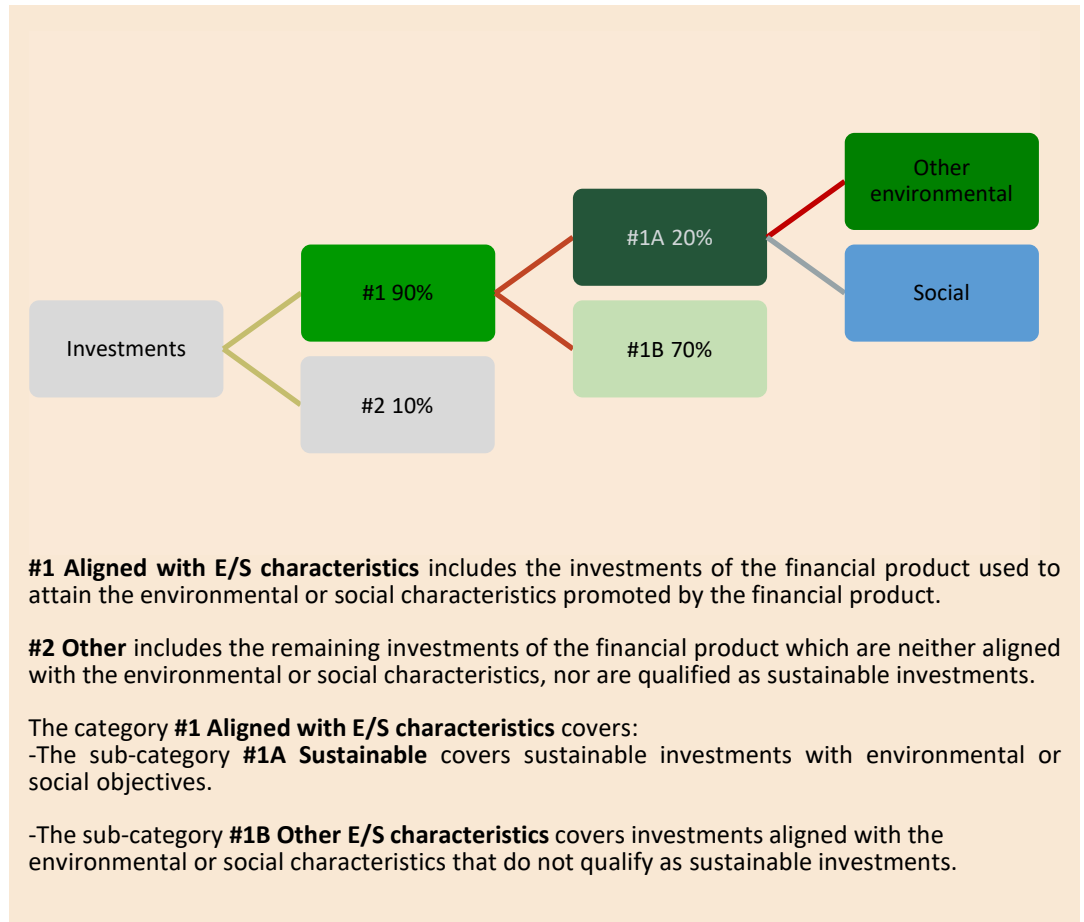 Other
environmental
#1A 20%
#1 90%
Social
Investments
#1B 70%
#2 10%
#1 Aligned with E/S characteristics includes the investments of the financial product used to
attain the environmental or social characteristics promoted by the financial product.
#2 Other includes the remaining investments of the financial product which are neither aligned
with the environmental or social characteristics, nor are qualified as sustainable investments.
The category #1 Aligned with E/S characteristics covers:
-The sub-category #1A Sustainable covers sustainable investments with environmental or
social objectives.
-The sub-category #1B Other E/S characteristics covers investments aligned with the
environmental or social characteristics that do not qualify as sustainable investments.